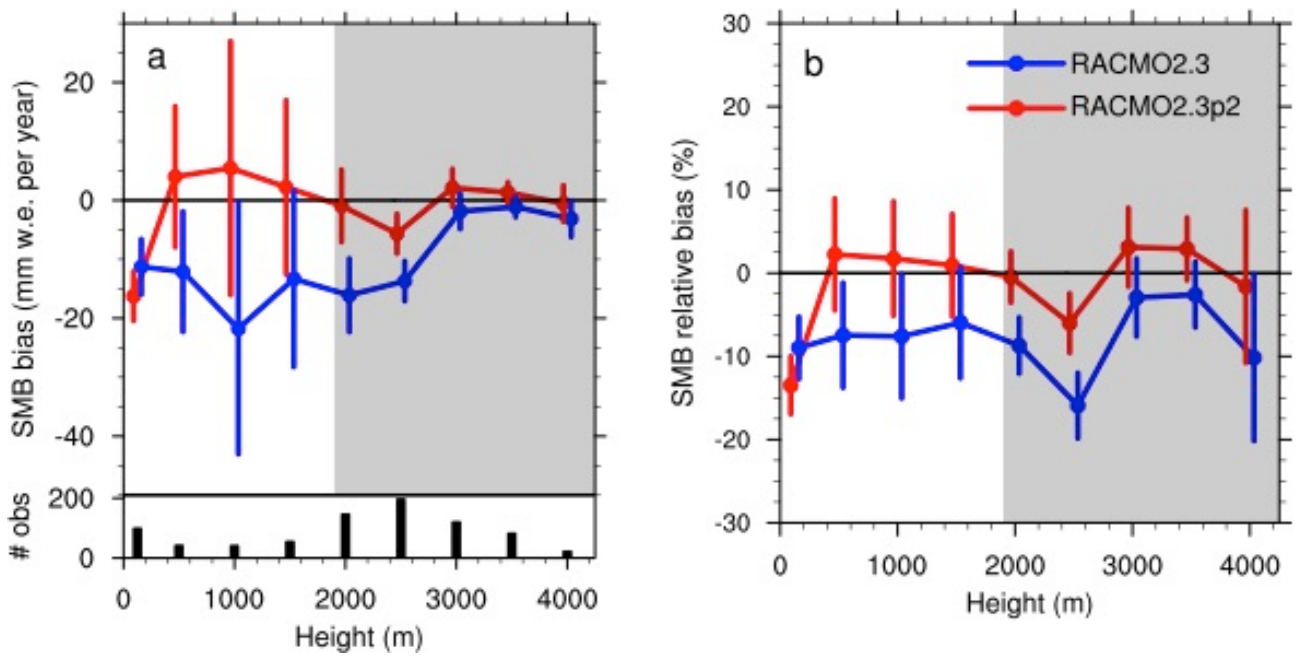 a
SMB bias (mm w.e. per year)
20
0
-20
-40
# obs
200
0
0 1000 2000 3000 4000
Height (m)
b
RACMO2.3
RACMO2.3p2
SMB relative bias (%)
30
20
10
0
-10
-20
-30
0 1000 2000 3000 4000
Height (m)